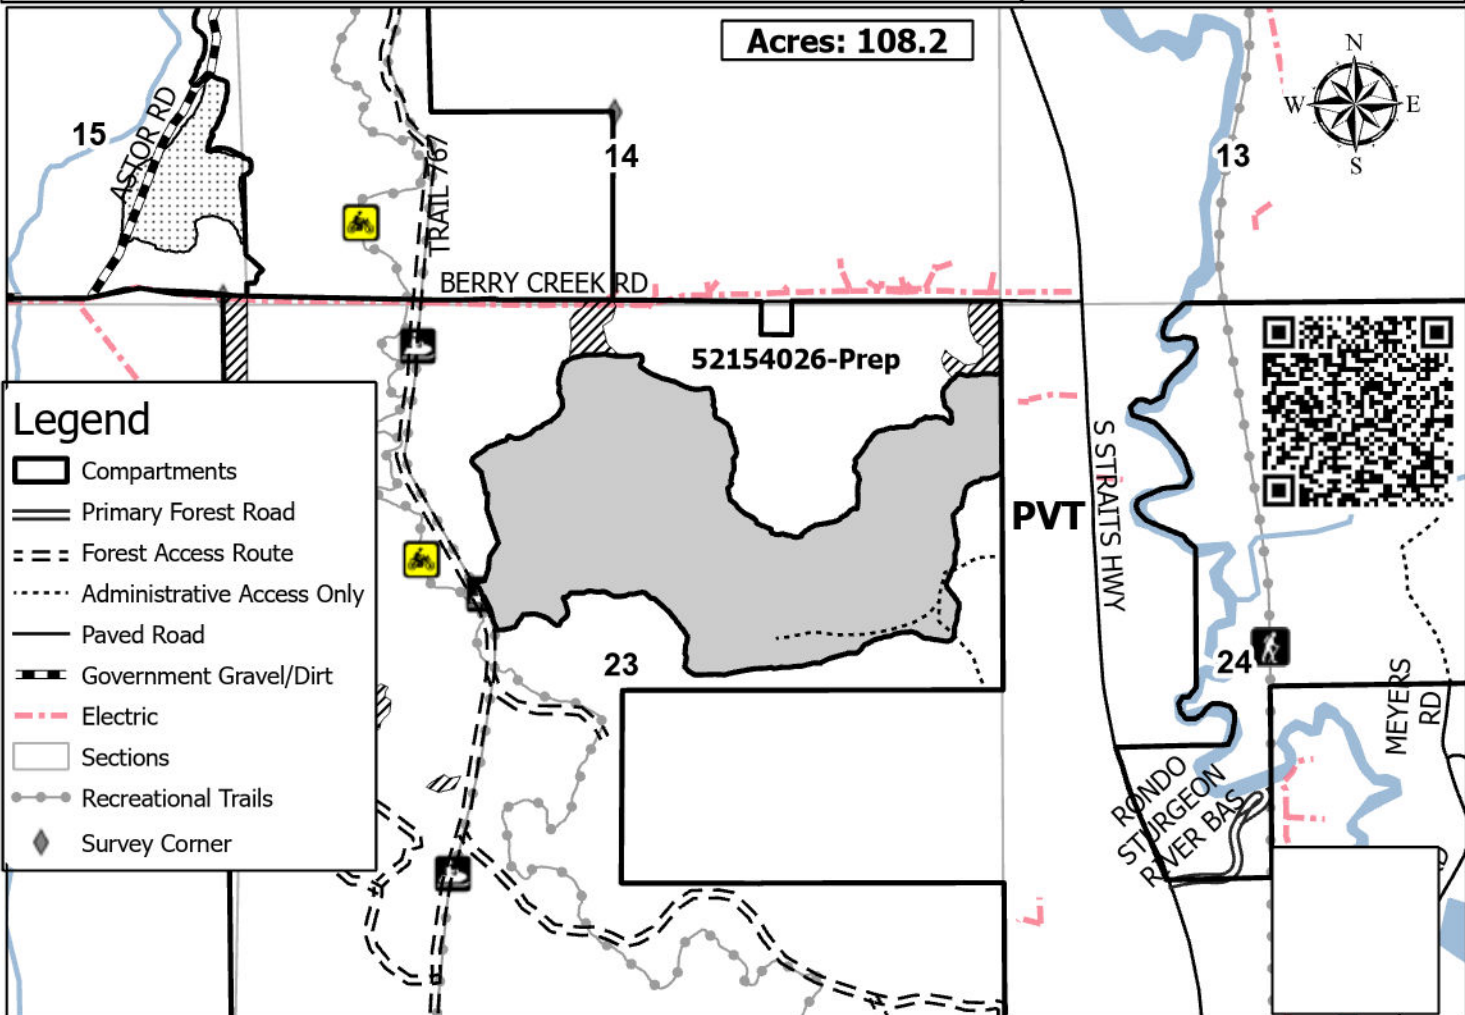 Acres: 108.2
N
W E
S
15
ASTOR RD
TRAIL 767
14
13
BERRY CREEK RD
52154026-Prep
Legend
Compartments
Primary Forest Road
Forest Access Route
Administrative Access Only
Paved Road
Government Gravel/Dirt
Electric
Sections
Recreational Trails
Survey Corner
PVT
S STRAITS HWY
23
24
MEYERS
RD
RONDO
STURGEON
RIVER BAS